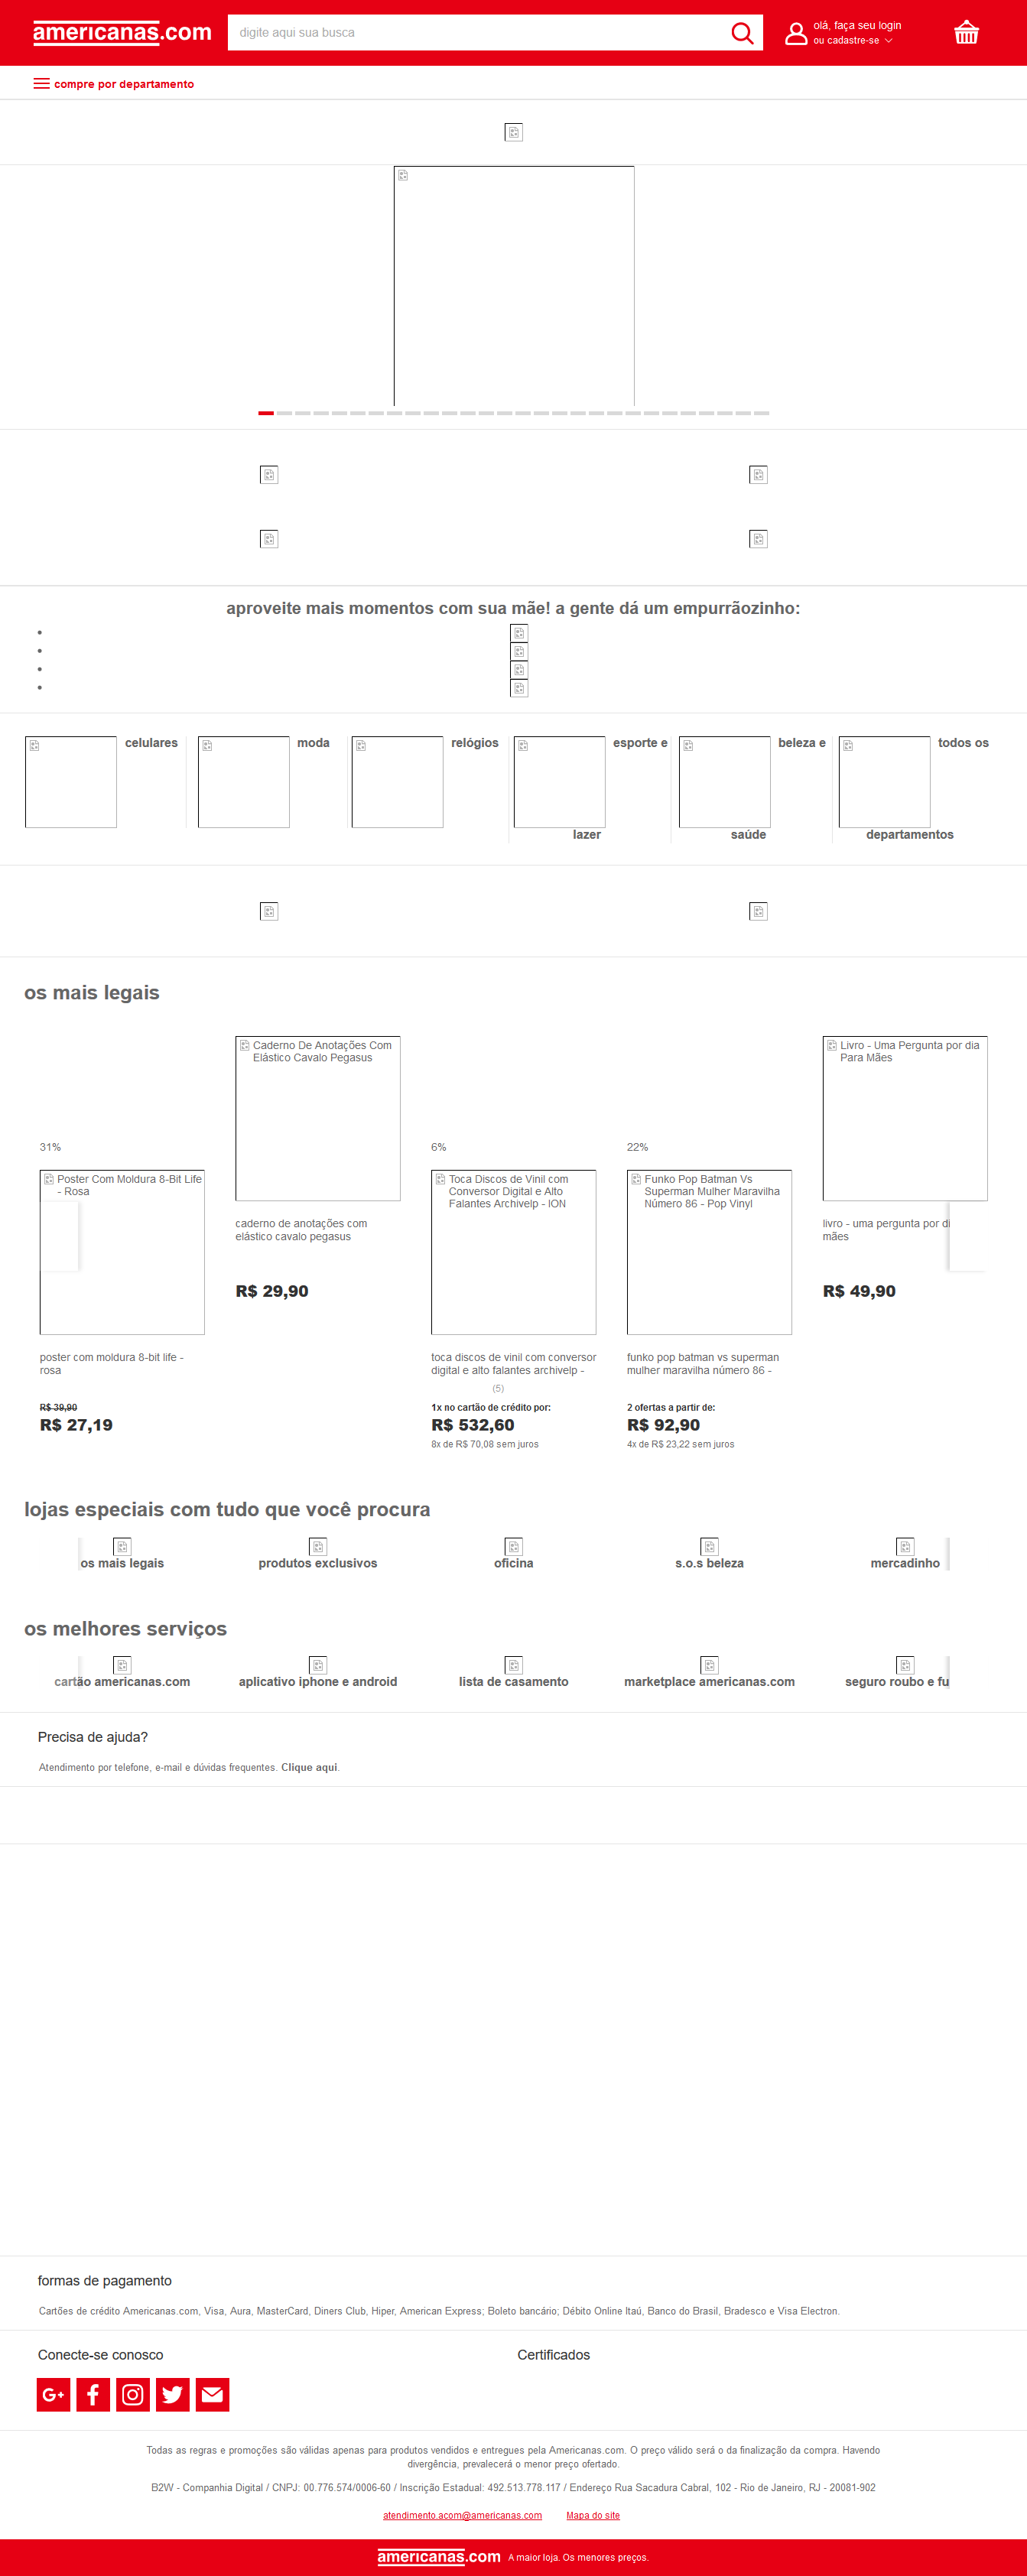 americanas.com
digite aqui sua busca
olá, faça seu login
ou cadastre-se
compre por departamento
aproveite mais momentos com sua mãe! a gente dá um empurrãozinho:
celulares
moda
relógios
esporte e
lazer
beleza e
saúde
todos os
departamentos
os mais legais
31%
Poster Com Moldura 8-Bit Life
- Rosa
poster com moldura 8-bit life -
rosa
R$ 39,90
R$ 27,19
Caderno De Anotações Com
Elástico Cavalo Pegasus
caderno de anotações com
elástico cavalo pegasus
R$ 29,90
6%
Toca Discos de Vinil com
Conversor Digital e Alto
Falantes Archivelp - ION
toca discos de vinil com conversor
digital e alto falantes archivelp -
(5)
1x no cartão de crédito por:
R$ 532,60
8x de R$ 70,08 sem juros
22%
Funko Pop Batman Vs
Superman Mulher Maravilha
Número 86 - Pop Vinyl
funko pop batman vs superman
mulher maravilha número 86 -
2 ofertas a partir de:
R$ 92,90
4x de R$ 23,22 sem juros
Livro - Uma Pergunta por dia
Para Mães
livro - uma pergunta por di
mães
R$ 49,90
lojas especiais com tudo que você procura
os mais legais
produtos exclusivos
oficina
s.o.s beleza
mercadinho
os melhores serviços
cartão americanas.com
aplicativo iphone e android
lista de casamento
marketplace americanas.com
seguro roubo e fu
Precisa de ajuda?
Atendimento por telefone, e-mail e dúvidas frequentes. Clique aqui.
formas de pagamento
Cartões de crédito Americanas.com, Visa, Aura, MasterCard, Diners Club, Hiper, American Express; Boleto bancário; Débito Online Itaú, Banco do Brasil, Bradesco e Visa Electron.
Conecte-se conosco
Certificados
G+
Todas as regras e promoções são válidas apenas para produtos vendidos e entregues pela Americanas.com. O preço válido será o da finalização da compra. Havendo
divergência, prevalecerá o menor preço ofertado.
B2W - Companhia Digital / CNPJ: 00.776.574/0006-60 / Inscrição Estadual: 492.513.778.117 / Endereço Rua Sacadura Cabral, 102 - Rio de Janeiro, RJ - 20081-902
atendimento.acom@americanas.com
Mapa do site
americanas.com A maior loja. Os menores preços.